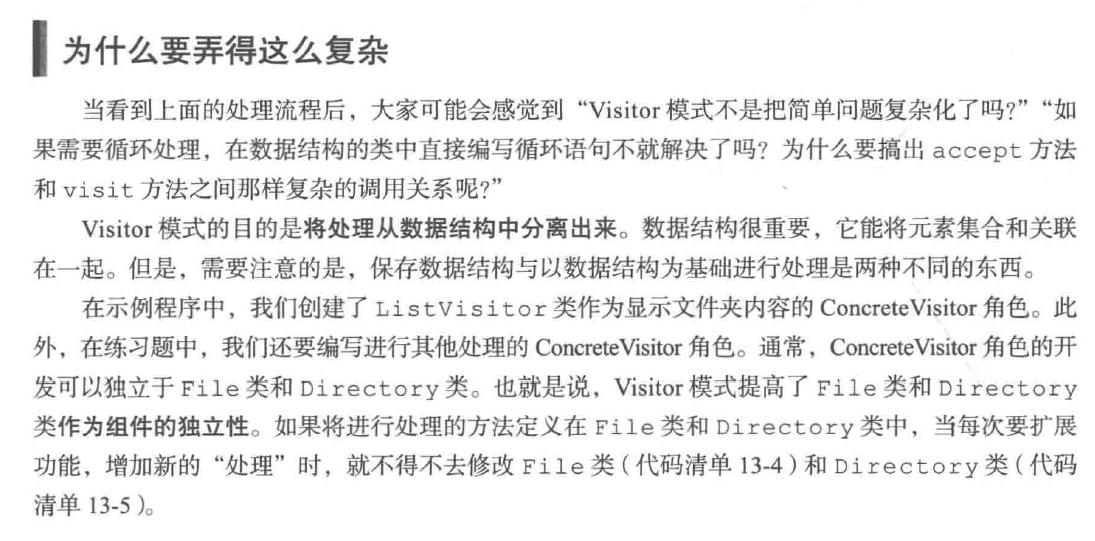 为什么要弄得这么复杂
当看到上面的处理流程后，大家可能会感觉到“Visitor 模式不是把简单问题复杂化了吗?”“如
果需要循环处理，在数据结构的类中直接编写循环语句不就解决了吗？为什么要搞出 accept 方法
和 visit 方法之间那样复杂的调用关系呢?”
Visitor 模式的目的是将处理从数据结构中分离出来。数据结构很重要，它能将元素集合和关联
在一起。但是，需要注意的是，保存数据结构与以数据结构为基础进行处理是两种不同的东西。
在示例程序中，我们创建了 ListVisitor 类作为显示文件夹内容的 ConcreteVisitor 角色。此
外，在练习题中，我们还要编写进行其他处理的 ConcreteVisitor 角色。通常，ConcreteVisitor 角色的开
发可以独立于 File 类和 Directory 类。也就是说，Visitor 模式提高了 File 类和 Directory
类作为组件的独立性。如果将进行处理的方法定义在 File 类和 Directory 类中，当每次要扩展
功能，增加新的“处理”时，就不得不去修改 File 类（代码清单 13-4）和 Directory 类（代码
清单 13-5）。